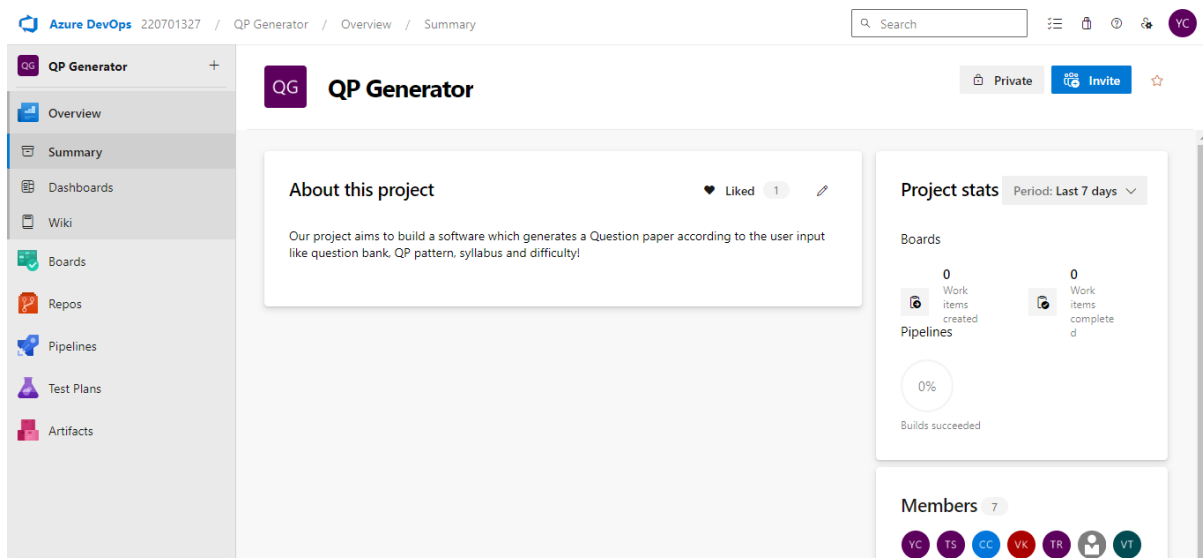 Azure DevOps 220701327 / QP Generator / Overview / Summary
Search
YC
QG QP Generator +
Overview
Summary
Dashboards
Wiki
Boards
Repos
Pipelines
Test Plans
Artifacts
QG QP Generator
Private
Invite
About this project
Liked 1
Our project aims to build a software which generates a Question paper according to the user input
like question bank, QP pattern, syllabus and difficulty!
Project stats
Period: Last 7 days
Boards
0
Work
items
created
0
Work
items
complete
d
Pipelines
0%
Builds succeeded
Members 7
YC TS CC VK TR VT